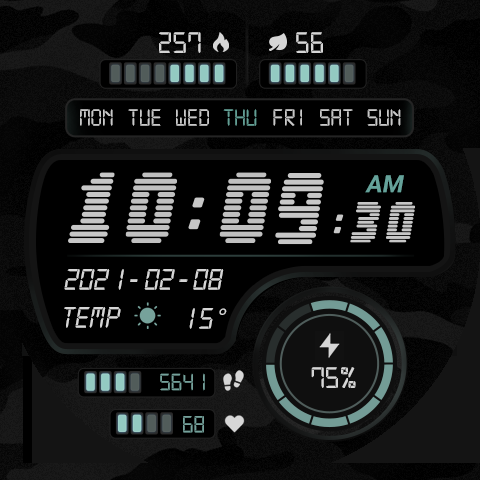 257 56
MON TUE WED THU FRI SAT SUN
AM
10:09:30
2021-02-08
TEMP 15°
75%
5641
68